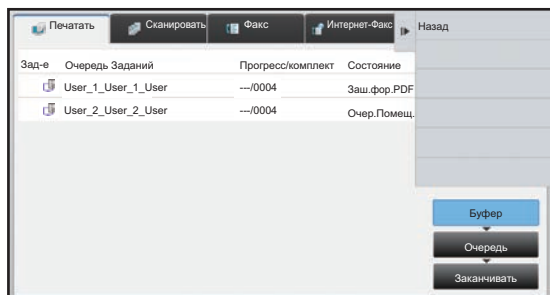 Печатать Сканировать Факс Интернет-Факс Назад
Зад-е Очередь Заданий Прогресс/комплект Состояние
User_1_User_1_User ---/0004 Заш.фор.PDF
User_2_User_2_User ---/0004 Очер.Помещ.
Буфер
Очередь
Заканчивать